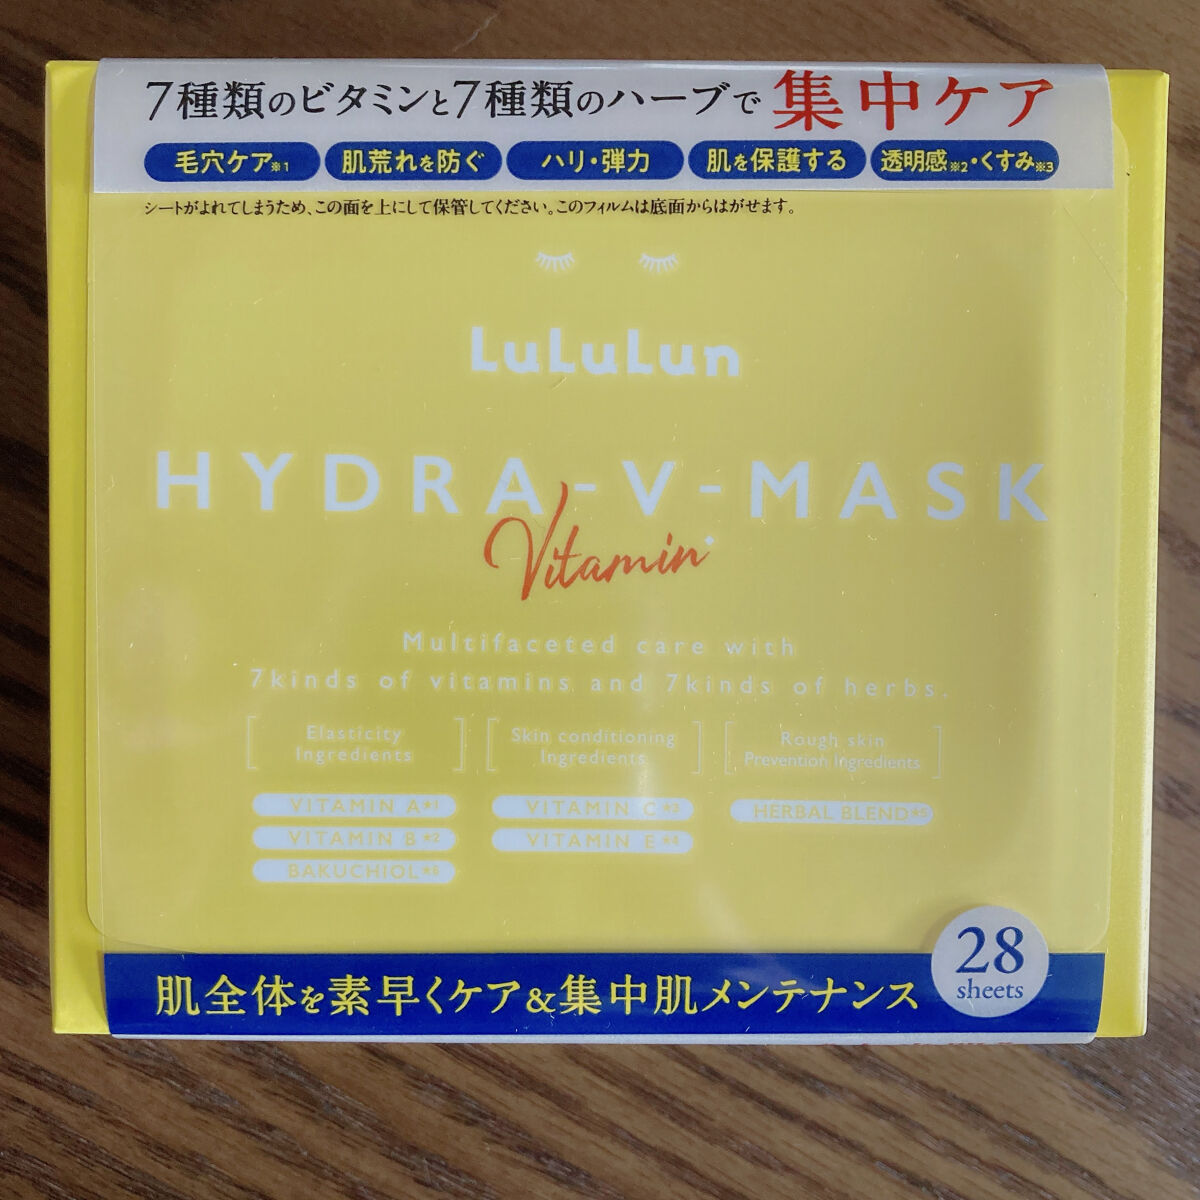 7種類のビタミンと7種類のハーブで集中ケア
毛穴ケア※1 肌荒れを防ぐ ハリ・弾力 肌を保護する 透明感※2・くすみ※3
シートがよれてしまうため、この面を上にして保管してください。このフィルムは底面からはがせます。
LuLuLun
HYDRA-V-MASK
Vitamin
Multifaceted care with
7kinds of vitamins and 7kinds of herbs.
Elasticity Ingredients
Skin conditioning Ingredients
Rough skin Prevention Ingredients
VITAMIN A*1 VITAMIN C*3 HERBAL BLEND*5
VITAMIN B*2 VITAMIN E*4
BAKUCHIOL*6
28
sheets
肌全体を素早くケア&集中肌メンテナンス